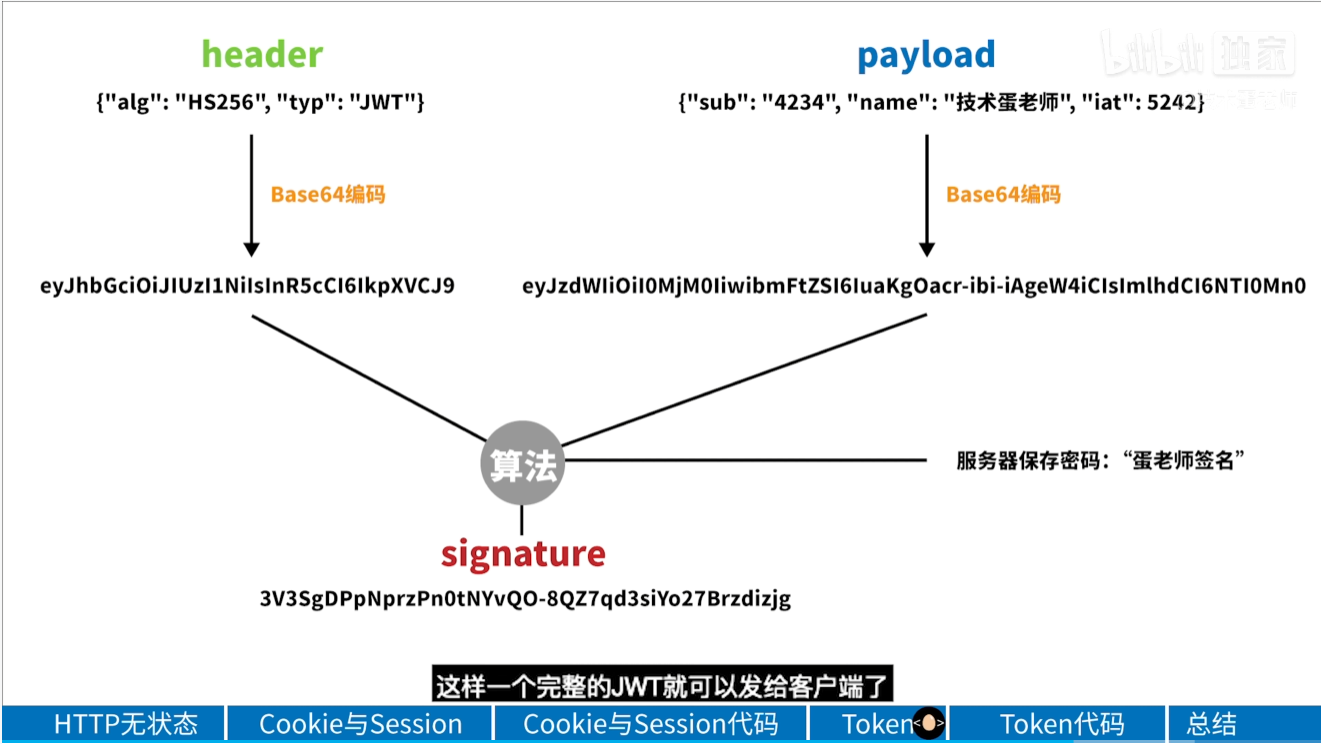 header
payload
bilibili 独家
{"alg": "HS256", "typ": "JWT"}
{"sub": "4234", "name": "技术蛋老师", "iat": 5242}
Base64编码
Base64编码
eyJhbGciOiJIUzI1NiIsInR5cCI6IkpXVCJ9
eyJzdWIiOiI0MjM0IiwibmFtZSI6IuaKgOacr-ibi-iAgeW4iCIsImlhdCI6NTI0Mn0
算法
服务器保存密码：“蛋老师签名”
signature
3V3SgDPpNprzPn0tNYvQO-8QZ7qd3siYo27Brzdizjg
这样一个完整的JWT就可以发给客户端了
HTTP无状态
Cookie与Session
Cookie与Session代码
Token
Token代码
总结